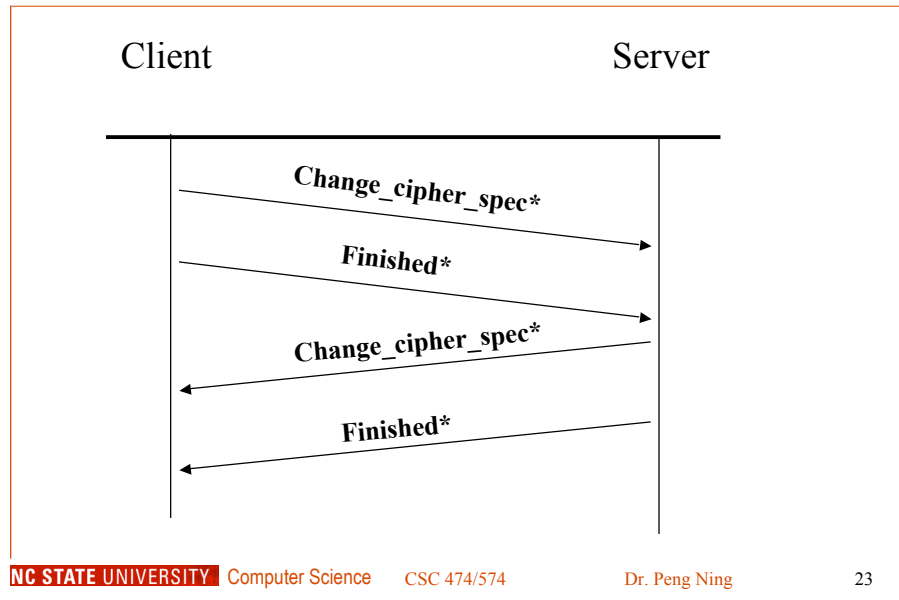 Client Server
Change_cipher_spec*
Finished*
Change_cipher_spec*
Finished*
NC STATE UNIVERSITY Computer Science CSC 474/574 Dr. Peng Ning 23